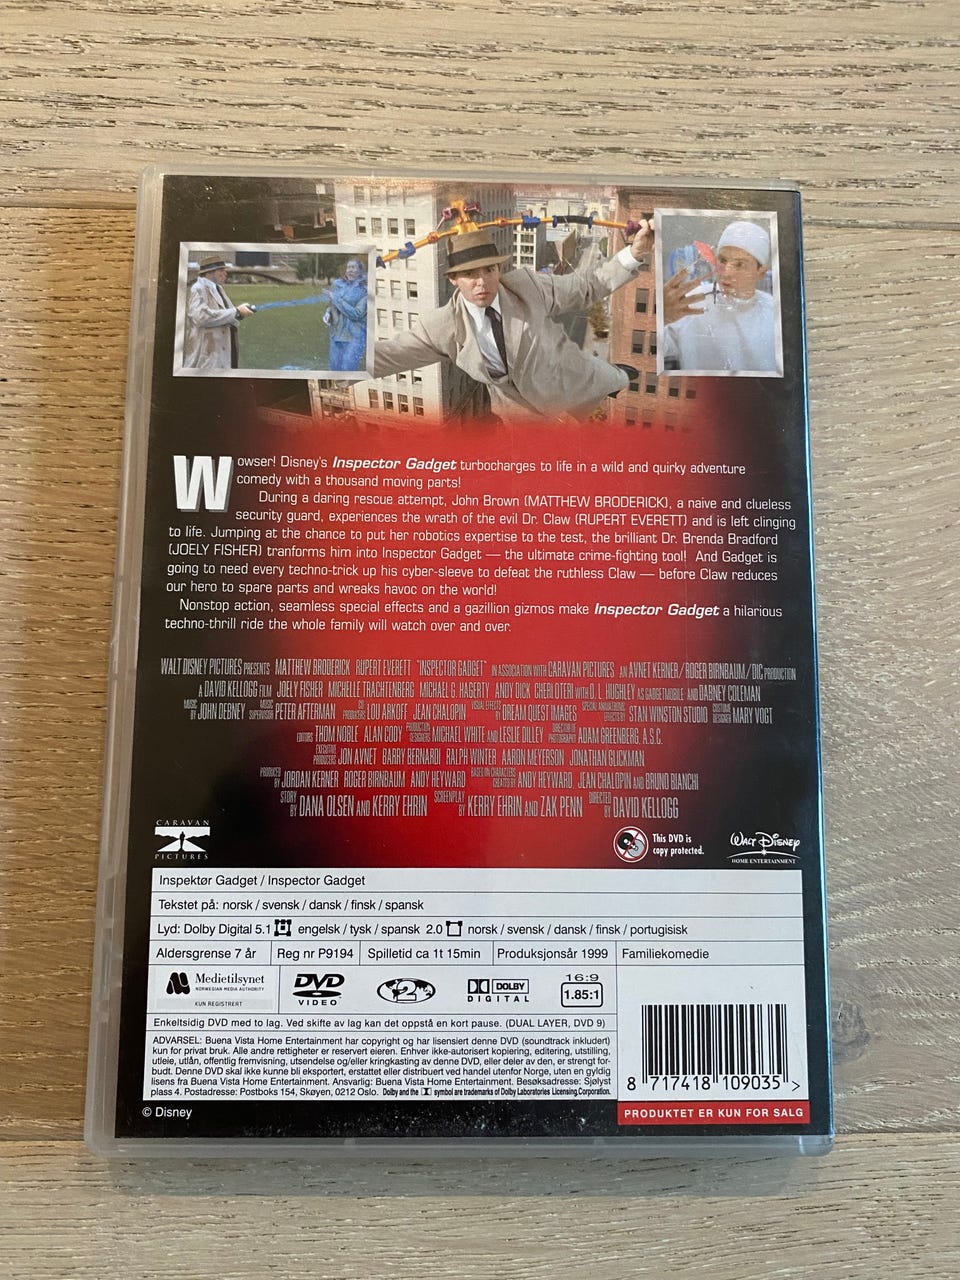 Wowser! Disney's Inspector Gadget turbocharges to life in a wild and quirky adventure
comedy with a thousand moving parts!
During a daring rescue attempt, John Brown (MATTHEW BRODERICK), a naive and clueless
security guard, experiences the wrath of the evil Dr. Claw (RUPERT EVERETT) and is left clinging
to life. Jumping at the chance to put her robotics expertise to the test, the brilliant Dr. Brenda Bradford
(JOELY FISHER) tranforms him into Inspector Gadget — the ultimate crime-fighting tool! And Gadget is
going to need every techno-trick up his cyber-sleeve to defeat the ruthless Claw — before Claw reduces
our hero to spare parts and wreaks havoc on the world!
Nonstop action, seamless special effects and a gazillion gizmos make Inspector Gadget a hilarious
techno-thrill ride the whole family will watch over and over.
WALT DISNEY PICTURES PRESENTS MATTHEW BRODERICK RUPERT EVERETT "INSPECTOR GADGET" IN ASSOCIATION WITH CARAVAN PICTURES AN AVNET KERNER/ROGER BIRNBAUM/DIC PRODUCTION
A DAVID KELLOGG FILM JOELY FISHER MICHELLE TRACHTENBERG MICHAEL G. HAGERTY ANDY DICK CHERI OTERI WITH D. L. HUGHLEY AS GADGETMOBILE AND DABNEY COLEMAN
MUSIC BY JOHN DEBNEY MUSIC SUPERVISOR PETER AFTERMAN CO PRODUCERS LOU ARKOFF JEAN CHALOPIN VISUAL EFFECTS BY DREAM QUEST IMAGES SPECIAL ANIMATRONIC EFFECTS BY STAN WINSTON STUDIO COSTUME DESIGNER MARY VOGT
EDITORS THOM NOBLE ALAN CODY PRODUCTION DESIGNERS MICHAEL WHITE AND LESLIE DILLEY DIRECTOR OF PHOTOGRAPHY ADAM GREENBERG, A.S.C.
EXECUTIVE PRODUCERS JON AVNET BARRY BERNARDI RALPH WINTER AARON MEYERSON JONATHAN GLICKMAN
PRODUCED BY JORDAN KERNER ROGER BIRNBAUM ANDY HEYWARD BASED ON CHARACTERS CREATED BY ANDY HEYWARD, JEAN CHALOPIN AND BRUNO BIANCHI
STORY BY DANA OLSEN AND KERRY EHRIN SCREENPLAY BY KERRY EHRIN AND ZAK PENN DIRECTED BY DAVID KELLOGG
CARAVAN
PICTURES
This DVD is
copy protected.
WALT DISNEY
HOME ENTERTAINMENT
Inspektør Gadget / Inspector Gadget
Tekstet på: norsk / svensk / dansk / finsk / spansk
Lyd: Dolby Digital 5.1 engelsk / tysk / spansk 2.0 norsk / svensk / dansk / finsk / portugisisk
Aldersgrense 7 år Reg nr P9194 Spilletid ca 1t 15min Produksjonsår 1999 Familiekomedie
Medietilsynet
NORWEGIAN MEDIA AUTHORITY
KUN REGISTRERT
DVD
VIDEO
2
DOLBY
DIGITAL
16:9
1.85:1
Enkeltsidig DVD med to lag. Ved skifte av lag kan det oppstå en kort pause. (DUAL LAYER, DVD 9)
ADVARSEL: Buena Vista Home Entertainment har copyright og har lisensiert denne DVD (soundtrack inkludert)
kun for privat bruk. Alle andre rettigheter er reservert eieren. Enhver ikke-autorisert kopiering, editering, utstilling,
utleie, utlån, offentlig fremvisning, utsendelse og/eller kringkasting av denne DVD, eller deler av den, er strengt for-
budt. Denne DVD skal ikke kunne bli eksportert, erstattet eller distribuert ved handel utenfor Norge, uten en gyldig
lisens fra Buena Vista Home Entertainment. Ansvarlig: Buena Vista Home Entertainment. Besøksadresse: Sjølyst
plass 4. Postadresse: Postboks 154, Skøyen, 0212 Oslo. Dolby and the symbol are trademarks of Dolby Laboratories Licensing Corporation.
8 717418 109035 >
PRODUKTET ER KUN FOR SALG
© Disney